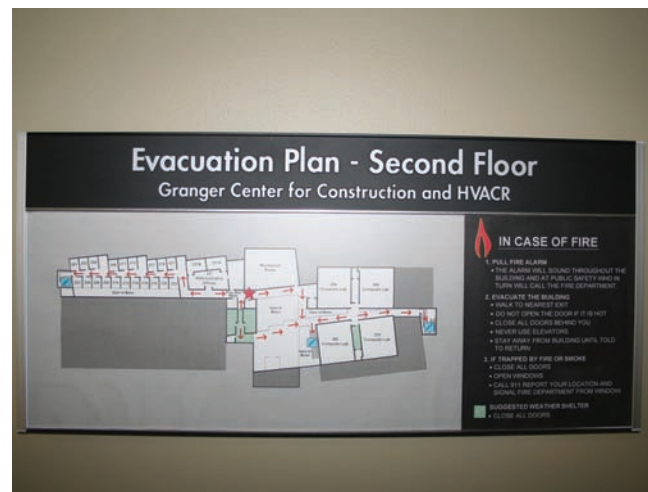 Evacuation Plan - Second Floor
Granger Center for Construction and HVACR
IN CASE OF FIRE
1. PULL FIRE ALARM
• THE ALARM WILL SOUND THROUGHOUT THE
BUILDING AND AT PUBLIC SAFETY WHO IN
TURN WILL CALL THE FIRE DEPARTMENT
2. EVACUATE THE BUILDING
• WALK TO NEAREST EXIT
• DO NOT OPEN THE DOOR IF IT IS HOT
• CLOSE ALL DOORS BEHIND YOU
• NEVER USE ELEVATORS
• STAY AWAY FROM BUILDING UNTIL TOLD
TO RETURN
3. IF TRAPPED BY FIRE OR SMOKE
• CLOSE ALL DOORS
• OPEN WINDOWS
• CALL 911 REPORT YOUR LOCATION AND
SIGNAL FIRE DEPARTMENT FROM WINDOW
SUGGESTED WEATHER SHELTER
• CLOSE ALL DOORS